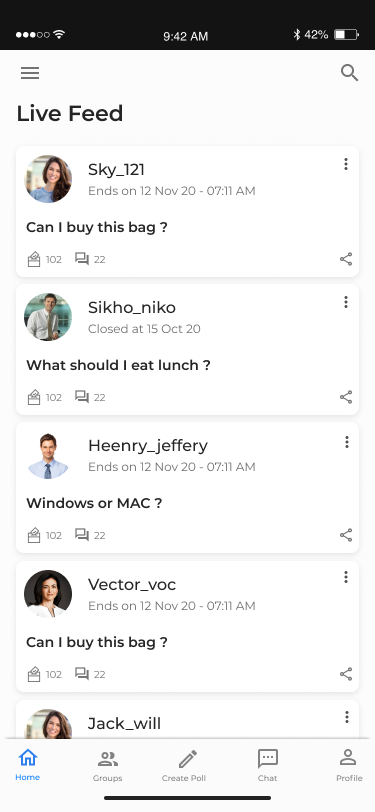 9:42 AM
42%
Live Feed
Sky_121
Ends on 12 Nov 20 - 07:11 AM
Can I buy this bag ?
102 22
Sikho_niko
Closed at 15 Oct 20
What should I eat lunch ?
102 22
Heenry_jeffery
Ends on 12 Nov 20 - 07:11 AM
Windows or MAC ?
102 22
Vector_voc
Ends on 12 Nov 20 - 07:11 AM
Can I buy this bag ?
102 22
Jack_will
Home Groups Create Poll Chat Profile